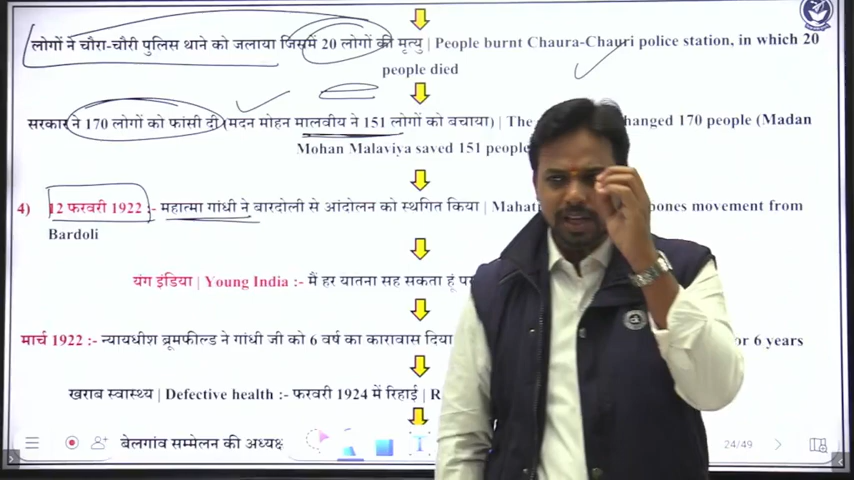 लोगों ने चौरा-चौरी पुलिस थाने को जलाया जिसमें 20 लोगों की मृत्यु | People burnt Chaura-Chauri police station, in which 20
people died
सरकार ने 170 लोगों को फांसी दी (मदन मोहन मालवीय ने 151 लोगों को बचाया) | The hanged 170 people (Madan
Mohan Malaviya saved 151 people
4) 12 फरवरी 1922 :- महात्मा गांधी ने बारदोली से आंदोलन को स्थगित किया | movement from
Bardoli
यंग इंडिया | Young India :- मैं हर यातना सह सकता हूं
मार्च 1922 :- न्यायधीश ब्रूमफील्ड ने गांधी जी को 6 वर्ष का कारावास दिया 6 years
खराब स्वास्थ्य | Defective health :- फरवरी 1924 में रिहाई |
बेलगांव सम्मेलन की अध्यक्ष
24/49